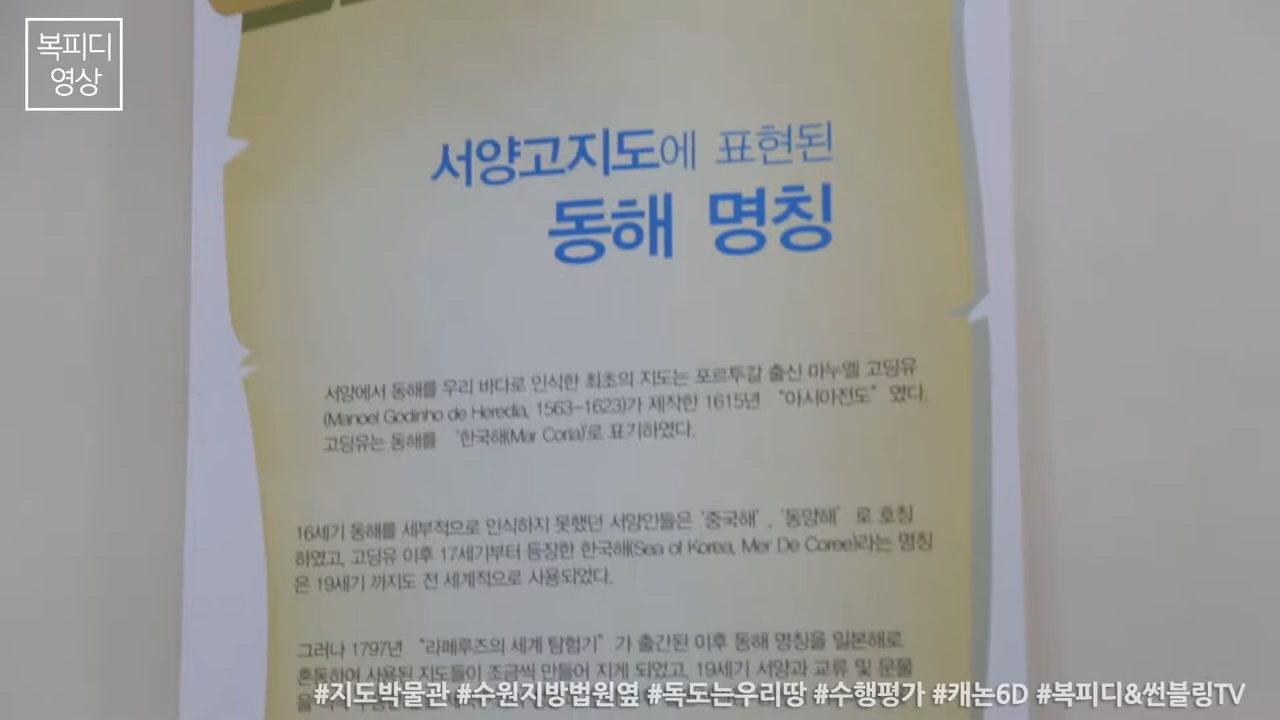 복피디
영상
서양고지도에 표현된
동해 명칭
서양에서 동해를 우리 바다로 인식한 최초의 지도는 포르투갈 출신 마누엘 고딩유
(Manoel Godinho de Heredia, 1563-1623)가 제작한 1615년 “아시아전도” 였다.
고딩유는 동해를 '한국해(Mar Coria)'로 표기하였다.
16세기 동해를 세부적으로 인식하지 못했던 서양인들은 '중국해', '동양해' 로 호칭
하였고, 고딩유 이후 17세기부터 등장한 한국해(Sea of Korea, Mer De Coree)라는 명칭
은 19세기 까지도 전 세계적으로 사용되었다.
그러나 1797년 “라페루즈의 세계 탐험기” 가 출간된 이후 동해 명칭을 일본해로
혼동하여 사용된 지도들이 조금씩 만들어 지게 되었고, 19세기 서양과 교류 및 문물
#지도박물관 #수원지방법원옆 #독도는우리땅 #수행평가 #캐논6D #복피디&썬블링TV